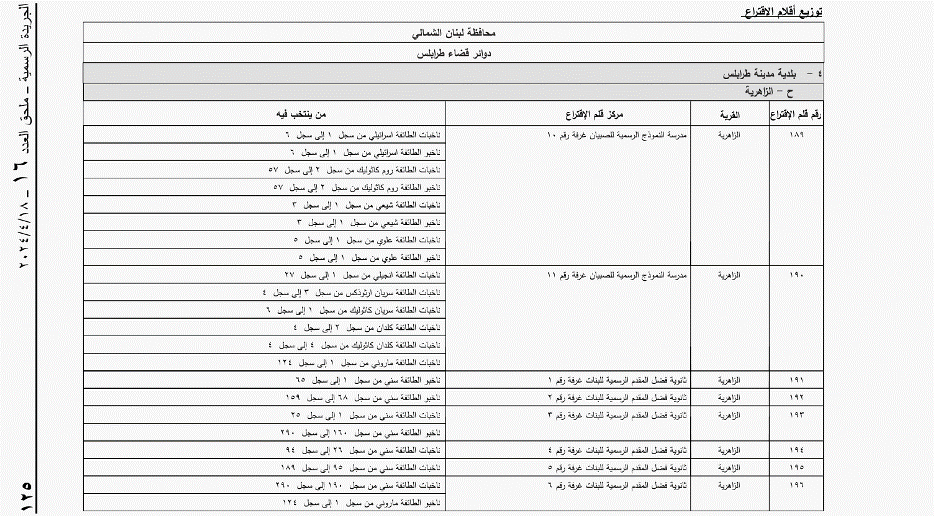 الجريدة الرسمية – ملحق العدد ١٦ – ٢٠٢٤/٤/١٨
توزيع أقلام الاقتراع
محافظة لبنان الشمالي
دوائر قضاء طرابلس
٤ - بلدية مدينة طرابلس
ح - الزاهرية
رقم قلم الإقتراع القرية مركز قلم الإقتراع من ينتخب فيه
١٨٩ الزاهرية مدرسة النموذج الرسمية للصبيان غرفة رقم ١٠ ناخبات الطائفة اسرائيلي من سجل ١ إلى سجل ٦
ناخبو الطائفة اسرائيلي من سجل ١ إلى سجل ٦
ناخبات الطائفة روم كاثوليك من سجل ٢ إلى سجل ٥٧
ناخبو الطائفة روم كاثوليك من سجل ٢ إلى سجل ٥٧
ناخبات الطائفة شيعي من سجل ١ إلى سجل ٣
ناخبو الطائفة شيعي من سجل ١ إلى سجل ٣
ناخبات الطائفة علوي من سجل ١ إلى سجل ٥
ناخبو الطائفة علوي من سجل ١ إلى سجل ٥
١٩٠ الزاهرية مدرسة النموذج الرسمية للصبيان غرفة رقم ١١ ناخبات الطائفة انجيلي من سجل ١ إلى سجل ٢٧
ناخبات الطائفة سريان ارثوذكس من سجل ٣ إلى سجل ٤
ناخبات الطائفة سريان كاثوليك من سجل ١ إلى سجل ٦
ناخبات الطائفة كلدان من سجل ٢ إلى سجل ٤
ناخبات الطائفة كلدان كاثوليك من سجل ٤ إلى سجل ٤
ناخبات الطائفة ماروني من سجل ١ إلى سجل ١٢٤
١٩١ الزاهرية ثانوية فضل المقدم الرسمية للبنات غرفة رقم ١ ناخبو الطائفة سني من سجل ١ إلى سجل ٦٥
١٩٢ الزاهرية ثانوية فضل المقدم الرسمية للبنات غرفة رقم ٢ ناخبو الطائفة سني من سجل ٦٨ إلى سجل ١٥٩
١٩٣ الزاهرية ثانوية فضل المقدم الرسمية للبنات غرفة رقم ٣ ناخبات الطائفة سني من سجل ١ إلى سجل ٢٥
ناخبو الطائفة سني من سجل ١٦٠ إلى سجل ٢٩٠
١٩٤ الزاهرية ثانوية فضل المقدم الرسمية للبنات غرفة رقم ٤ ناخبات الطائفة سني من سجل ٢٦ إلى سجل ٩٤
١٩٥ الزاهرية ثانوية فضل المقدم الرسمية للبنات غرفة رقم ٥ ناخبات الطائفة سني من سجل ٩٥ إلى سجل ١٨٩
١٩٦ الزاهرية ثانوية فضل المقدم الرسمية للبنات غرفة رقم ٦ ناخبات الطائفة سني من سجل ١٩٠ إلى سجل ٢٩٠
ناخبو الطائفة ماروني من سجل ١ إلى سجل ١٢٤
١٢٥